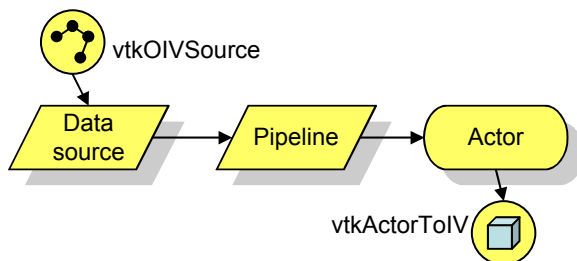 vtkOIVSource
Data
source
Pipeline
Actor
vtkActorToIV